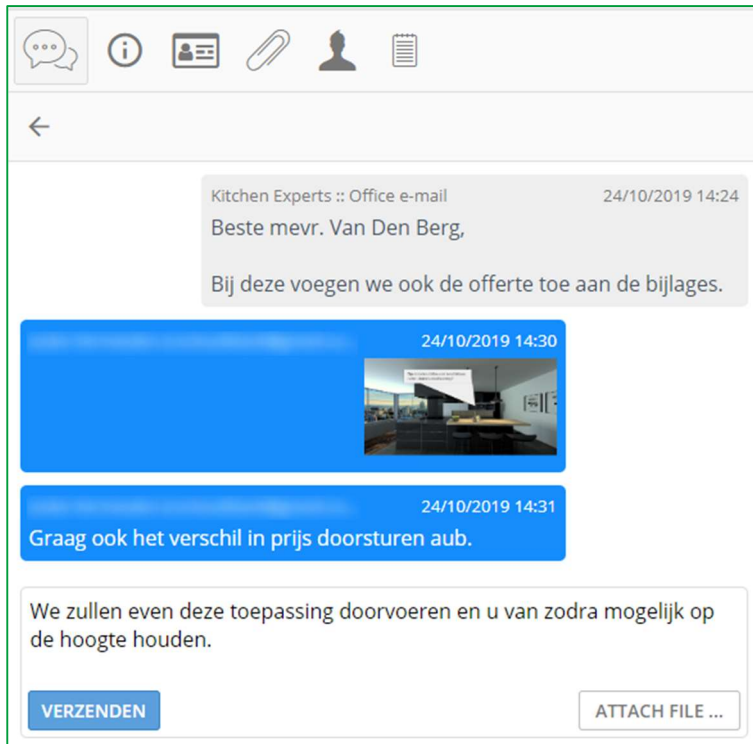 Kitchen Experts :: Office e-mail 24/10/2019 14:24
Beste mevr. Van Den Berg,
Bij deze voegen we ook de offerte toe aan de bijlages.
24/10/2019 14:30
24/10/2019 14:31
Graag ook het verschil in prijs doorsturen aub.
We zullen even deze toepassing doorvoeren en u van zodra mogelijk op
de hoogte houden.
VERZENDEN ATTACH FILE ...